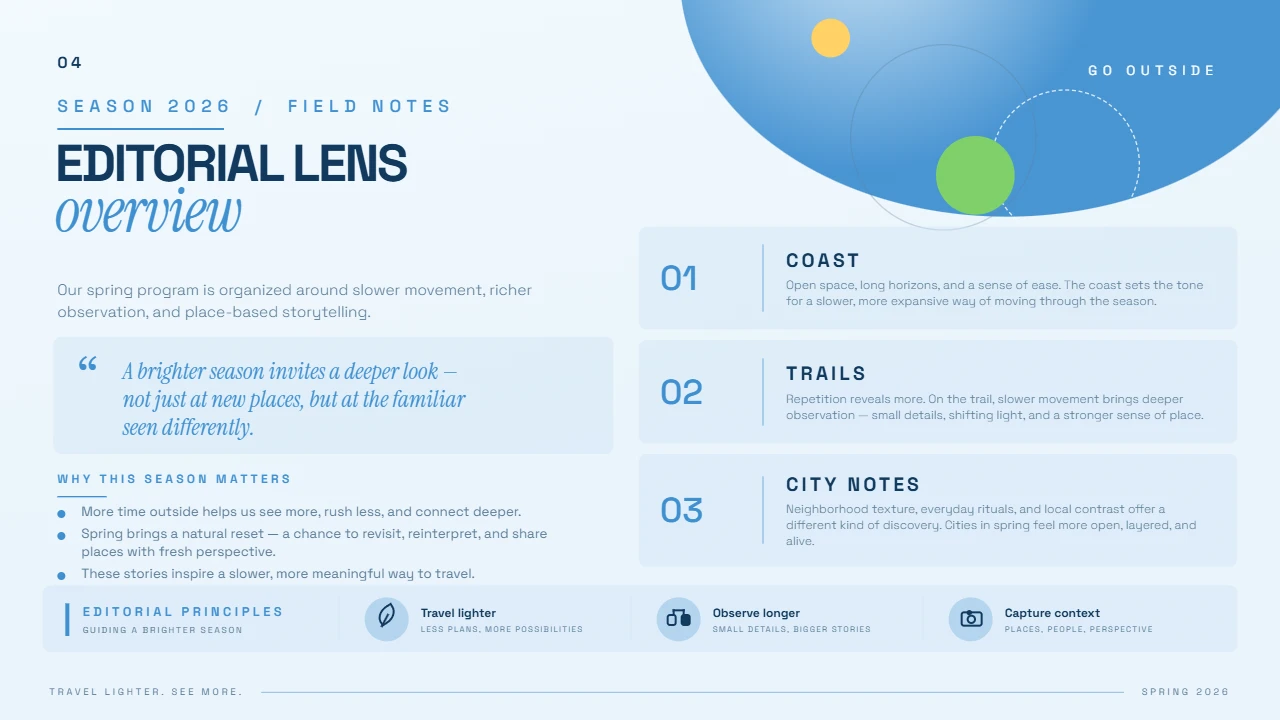 04
GO OUTSIDE
SEASON 2026 / FIELD NOTES
EDITORIAL LENS
overview
Our spring program is organized around slower movement, richer
observation, and place-based storytelling.
“
A brighter season invites a deeper look —
not just at new places, but at the familiar
seen differently.
WHY THIS SEASON MATTERS
More time outside helps us see more, rush less, and connect deeper.
Spring brings a natural reset — a chance to revisit, reinterpret, and share
places with fresh perspective.
These stories inspire a slower, more meaningful way to travel.
01
COAST
Open space, long horizons, and a sense of ease. The coast sets the tone
for a slower, more expansive way of moving through the season.
02
TRAILS
Repetition reveals more. On the trail, slower movement brings deeper
observation — small details, shifting light, and a stronger sense of place.
03
CITY NOTES
Neighborhood texture, everyday rituals, and local contrast offer a
different kind of discovery. Cities in spring feel more open, layered, and
alive.
EDITORIAL PRINCIPLES
GUIDING A BRIGHTER SEASON
Travel lighter
LESS PLANS, MORE POSSIBILITIES
Observe longer
SMALL DETAILS, BIGGER STORIES
Capture context
PLACES, PEOPLE, PERSPECTIVE
TRAVEL LIGHTER. SEE MORE.
SPRING 2026